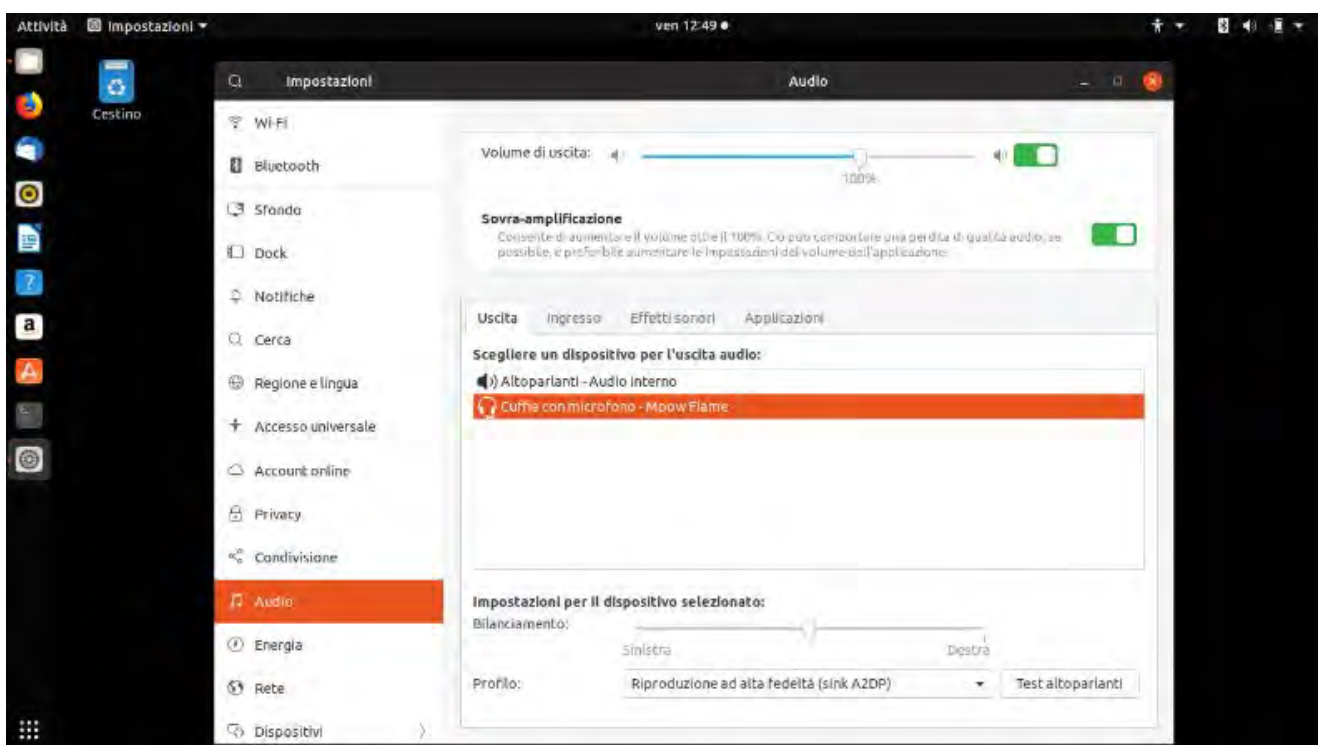 Attività Impostazioni ven 12:49
Cestino
Impostazioni
Audio
Wi-Fi
Bluetooth
Sfondo
Dock
Notifiche
Cerca
Regione e lingua
Accesso universale
Account online
Privacy
Condivisione
Audio
Energia
Rete
Dispositivi
Volume di uscita:
100%
Sovra-amplificazione
Consente di aumentare il volume oltre il 100%. Ciò può comportare una perdita di qualità audio; se
possibile, è preferibile aumentare le impostazioni del volume dell'applicazione.
Uscita Ingresso Effetti sonori Applicazioni
Scegliere un dispositivo per l'uscita audio:
Altoparlanti - Audio interno
Cuffie con microfono - Mpow Flame
Impostazioni per il dispositivo selezionato:
Bilanciamento:
Sinistra Destra
Profilo: Riproduzione ad alta fedeltà (sink A2DP) Test altoparlanti